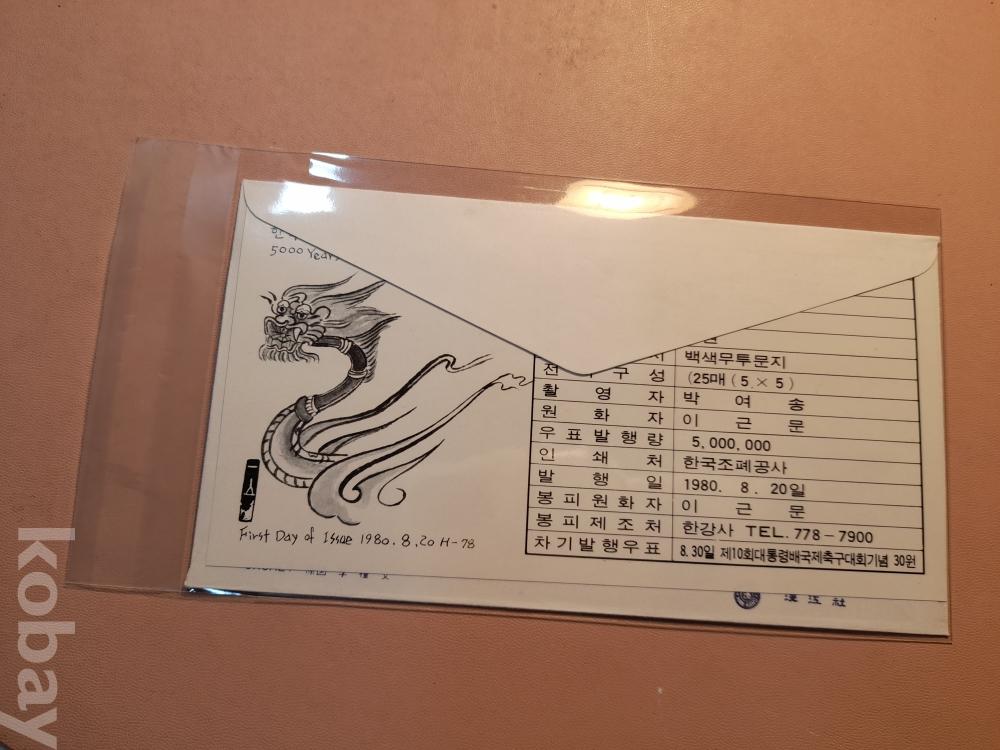 5000 Years
First Day of Issue 1980. 8. 20 H-78
백색무투문지
구 성 (25매 (5 × 5)
촬 영 자 박 여 송
원 화 자 이 근 문
우 표 발 행 량 5,000,000
인 쇄 처 한국조폐공사
발 행 일 1980. 8. 20일
봉 피 원 화 자 이 근 문
봉 피 제 조 처 한강사 TEL. 778-7900
차 기 발 행 우 표 8.30일 제10회대통령배국제축구대회기념 30원
漢江社
kobay